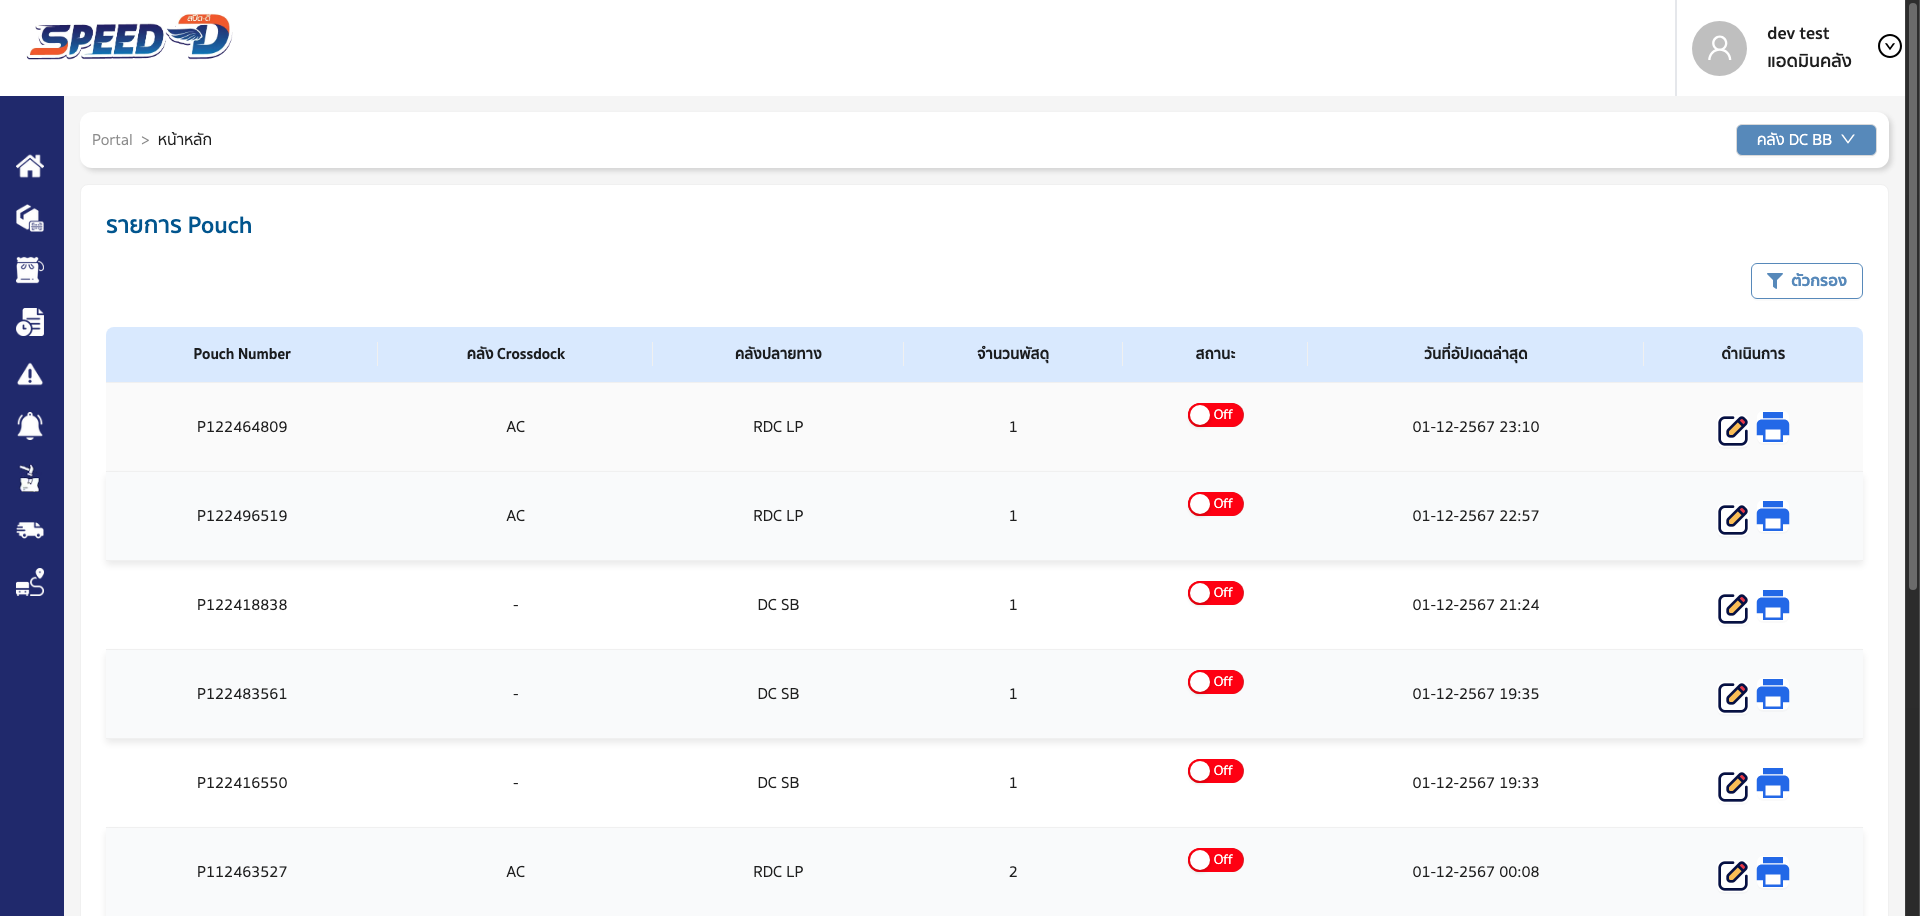 SPEED-D สปีด-ดี
dev test
แอดมินคลัง
Portal > หน้าหลัก
คลัง DC BB
รายการ Pouch
ตัวกรอง
Pouch Number คลัง Crossdock คลังปลายทาง จำนวนพัสดุ สถานะ วันที่อัปเดตล่าสุด ดำเนินการ
P122464809 AC RDC LP 1 Off 01-12-2567 23:10
P122496519 AC RDC LP 1 Off 01-12-2567 22:57
P122418838 - DC SB 1 Off 01-12-2567 21:24
P122483561 - DC SB 1 Off 01-12-2567 19:35
P122416550 - DC SB 1 Off 01-12-2567 19:33
P112463527 AC RDC LP 2 Off 01-12-2567 00:08